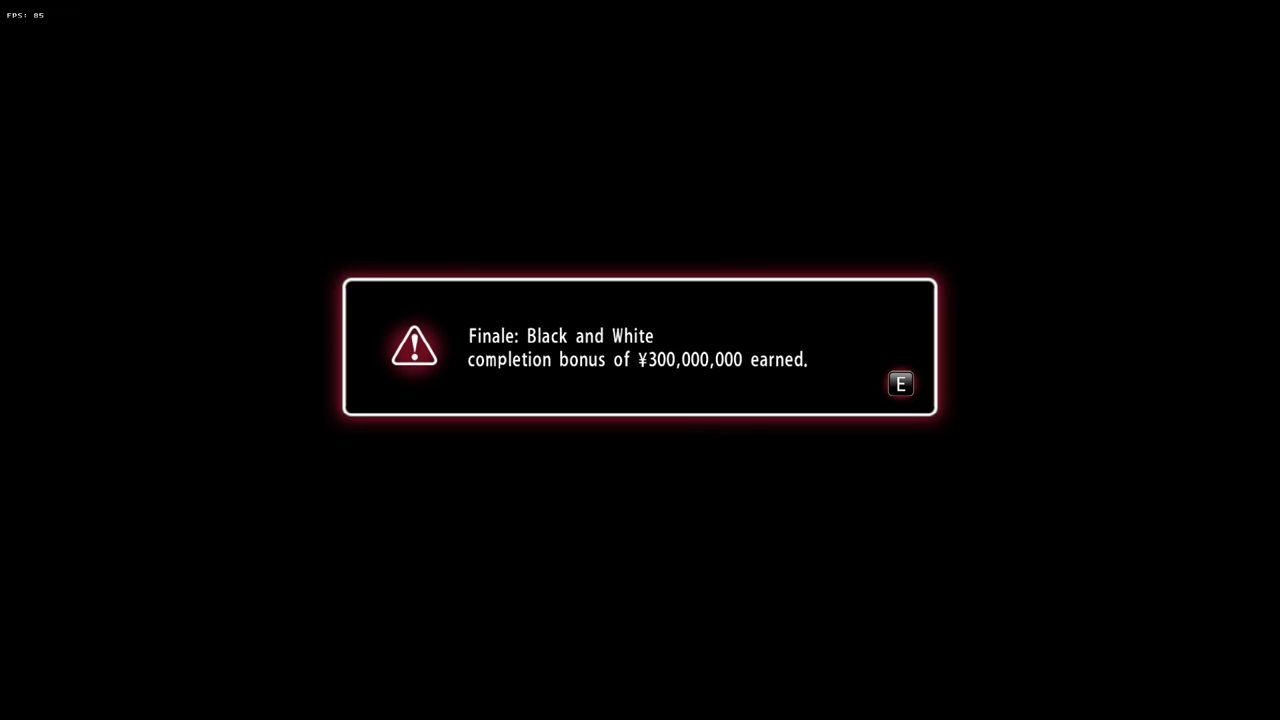 FPS: 85
Finale: Black and White
completion bonus of ¥300,000,000 earned.
E